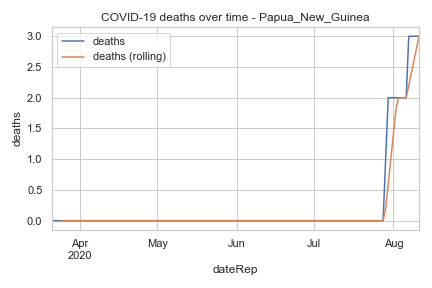 COVID-19 deaths over time - Papua_New_Guinea
deaths
deaths (rolling)
3.0
2.5
2.0
1.5
1.0
0.5
0.0
deaths
Apr
2020
May
Jun
Jul
Aug
dateRep